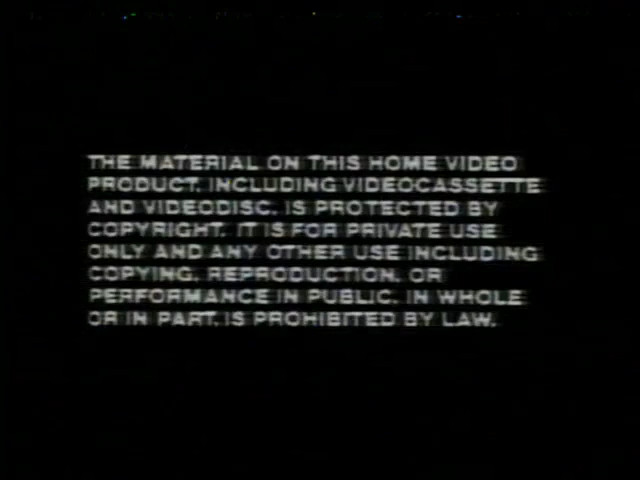 THE MATERIAL ON THIS HOME VIDEO
PRODUCT, INCLUDING VIDEOCASSETTE
AND VIDEODISC, IS PROTECTED BY
COPYRIGHT. IT IS FOR PRIVATE USE
ONLY AND ANY OTHER USE INCLUDING
COPYING, REPRODUCTION, OR
PERFORMANCE IN PUBLIC, IN WHOLE
OR IN PART, IS PROHIBITED BY LAW.